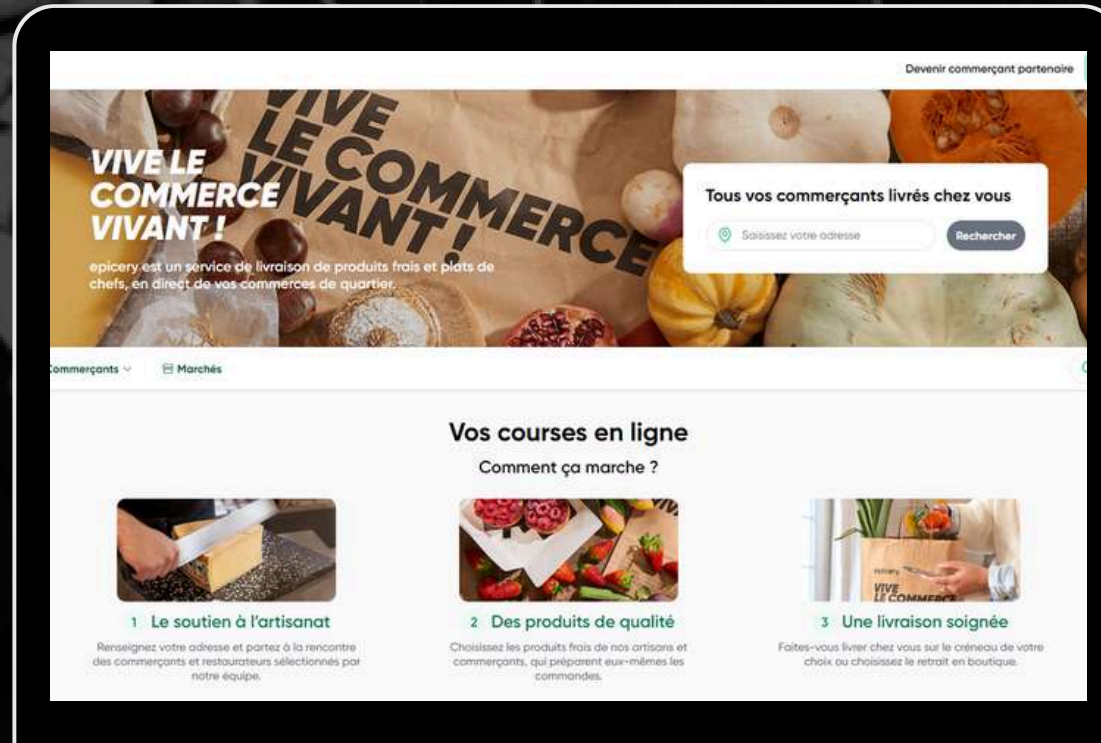 Devenir commerçant partenaire
VIVE
LE COMMERCE
VIVANT !
VIVE LE
COMMERCE
VIVANT !
epicery est un service de livraison de produits frais et plats de
chefs, en direct de vos commerces de quartier.
Tous vos commerçants livrés chez vous
Saisissez votre adresse
Rechercher
Commerçants
Marchés
Vos courses en ligne
Comment ça marche ?
1 Le soutien à l'artisanat
Renseignez votre adresse et partez à la rencontre
des commerçants et restaurateurs sélectionnés par
notre équipe.
2 Des produits de qualité
Choisissez les produits frais de nos artisans et
commerçants, qui préparent eux-mêmes les
commandes.
epicery
VIVE
LE COMMERCE
3 Une livraison soignée
Faites-vous livrer chez vous sur le créneau de votre
choix ou choisissez le retrait en boutique.